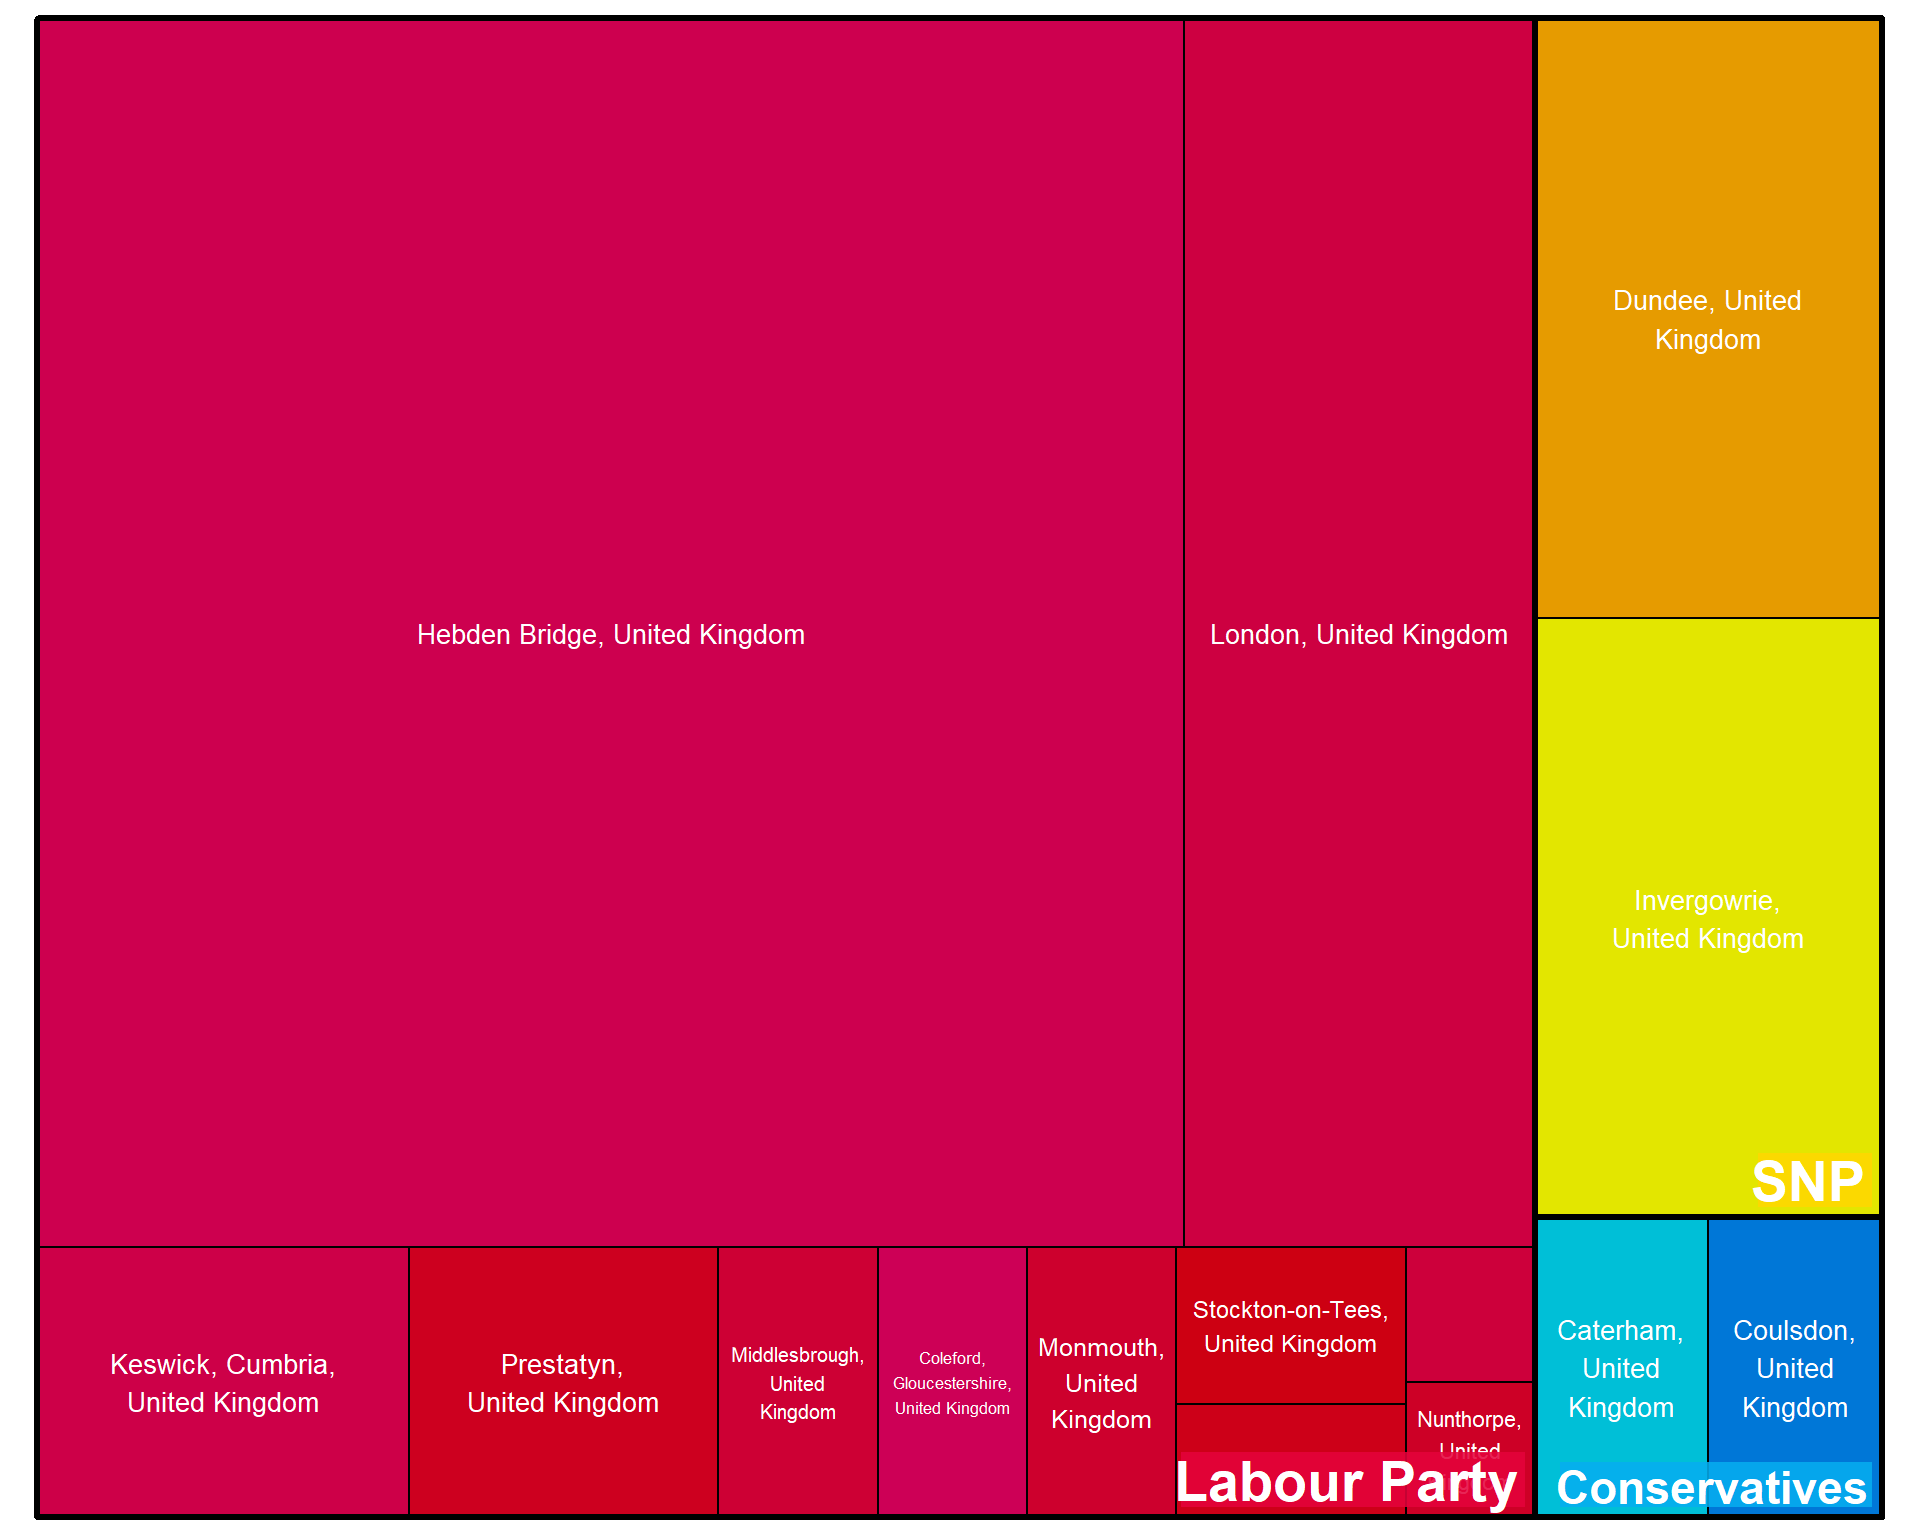 Hebden Bridge, United Kingdom
London, United Kingdom
Dundee, United
Kingdom
Invergowrie,
United Kingdom
SNP
Keswick, Cumbria,
United Kingdom
Prestatyn,
United Kingdom
Middlesbrough,
United
Kingdom
Coleford,
Gloucestershire,
United Kingdom
Monmouth,
United
Kingdom
Stockton-on-Tees,
United Kingdom
Nunthorpe,
United
Labour Party
Caterham,
United
Kingdom
Coulsdon,
United
Kingdom
Conservatives